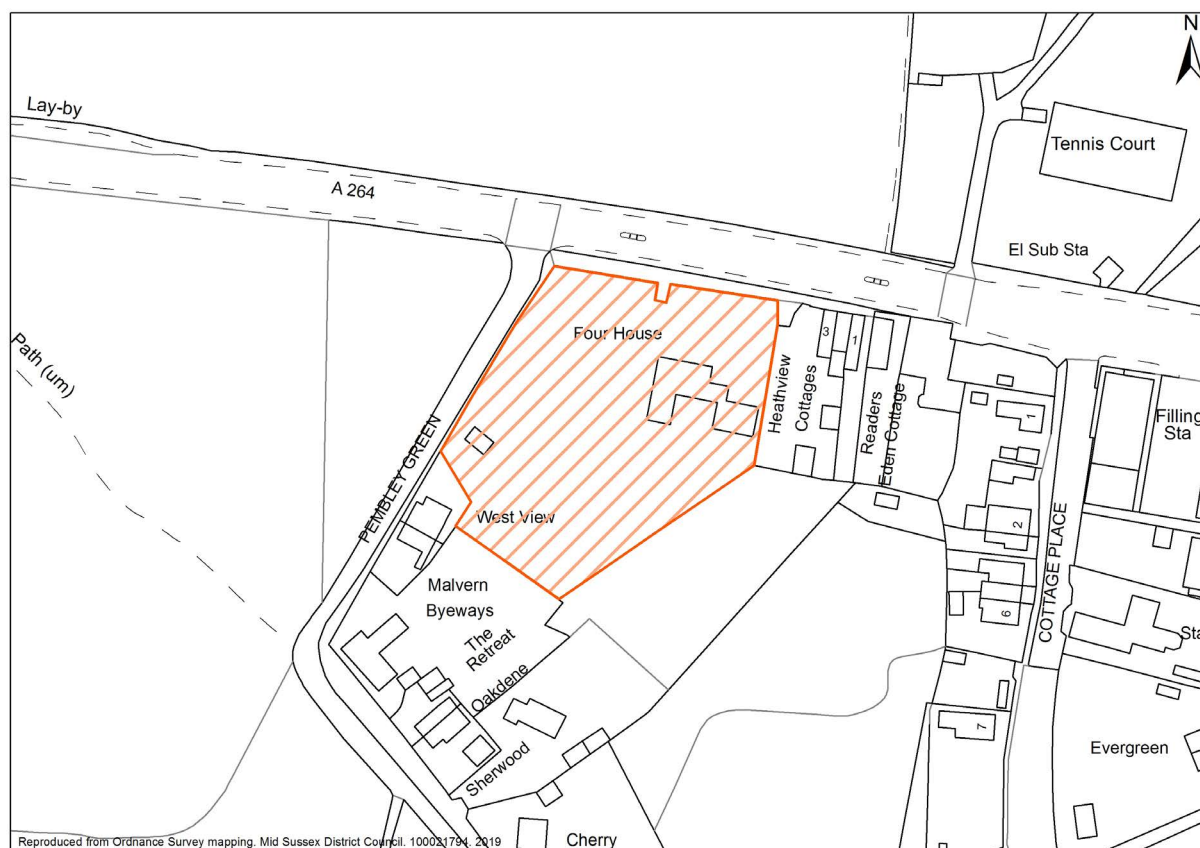 N
Lay-by
A 264
Tennis Court
El Sub Sta
Four House
3
1
Heathview
Cottages
Readers
Eden Cottage
Path (um)
PEMBLEY GREEN
West View
1
Filling
Sta
2
COTTAGE PLACE
Malvern
Byeways
The
Retreat
Oakdene
6
Sta
7
Sherwood
Evergreen
Cherry
Reproduced from Ordnance Survey mapping. Mid Sussex District Council. 100021794. 2019